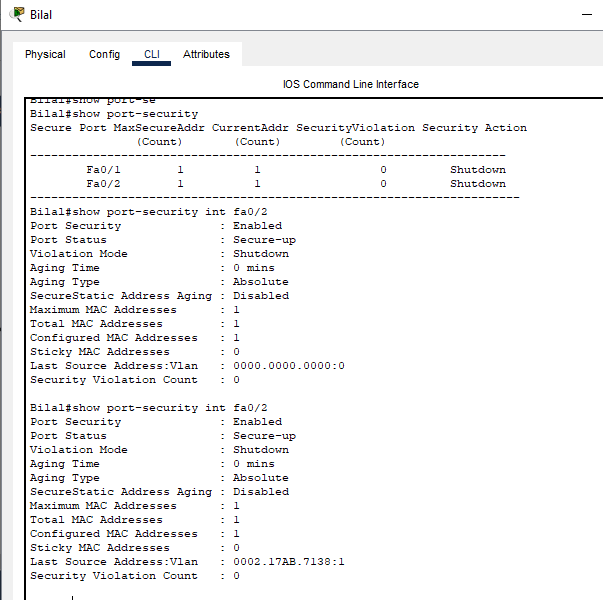 Bilal
Physical Config CLI Attributes
IOS Command Line Interface
Bilal#show port-se
Bilal#show port-security
Secure Port MaxSecureAddr CurrentAddr SecurityViolation Security Action
(Count) (Count) (Count)
--------------------------------------------------------------------
Fa0/1 1 1 0 Shutdown
Fa0/2 1 1 0 Shutdown
----------------------------------------------------------------------
Bilal#show port-security int fa0/2
Port Security : Enabled
Port Status : Secure-up
Violation Mode : Shutdown
Aging Time : 0 mins
Aging Type : Absolute
SecureStatic Address Aging : Disabled
Maximum MAC Addresses : 1
Total MAC Addresses : 1
Configured MAC Addresses : 1
Sticky MAC Addresses : 0
Last Source Address:Vlan : 0000.0000.0000:0
Security Violation Count : 0
Bilal#show port-security int fa0/2
Port Security : Enabled
Port Status : Secure-up
Violation Mode : Shutdown
Aging Time : 0 mins
Aging Type : Absolute
SecureStatic Address Aging : Disabled
Maximum MAC Addresses : 1
Total MAC Addresses : 1
Configured MAC Addresses : 1
Sticky MAC Addresses : 0
Last Source Address:Vlan : 0002.17AB.7138:1
Security Violation Count : 0